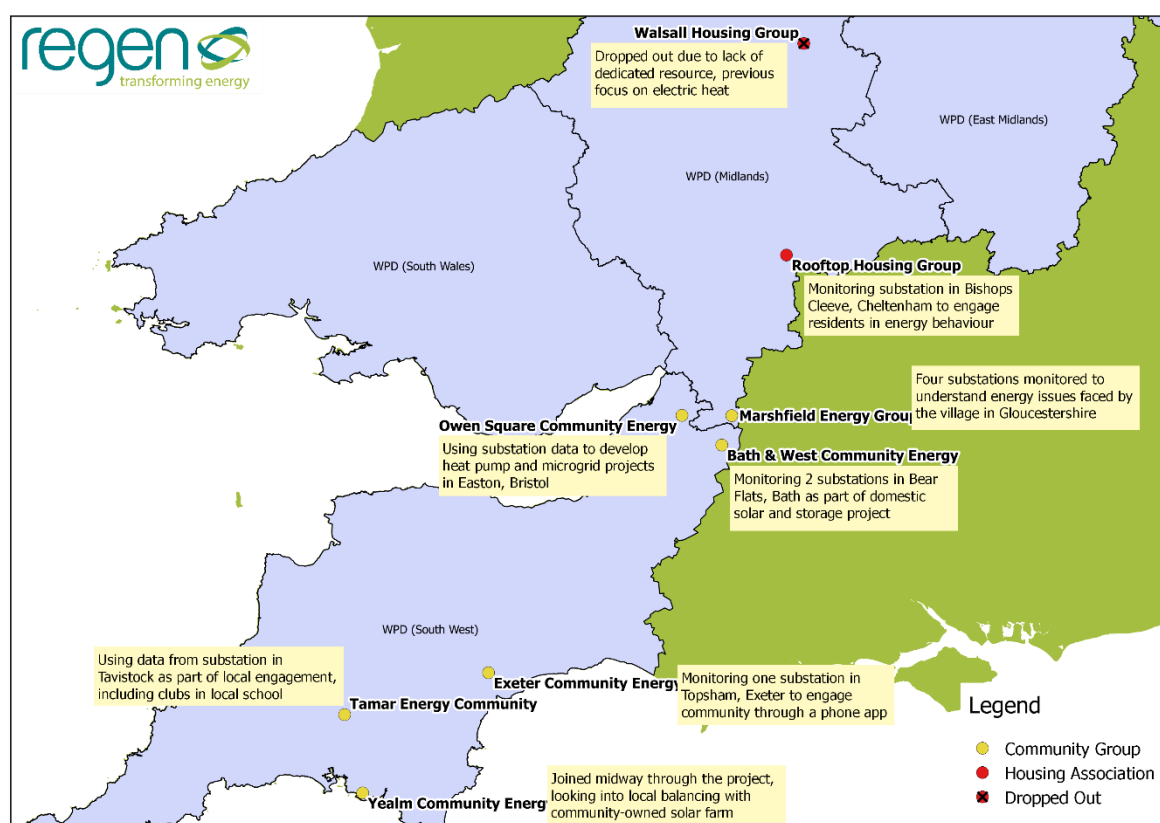 regen
transforming energy
Walsall Housing Group
Dropped out due to lack of
dedicated resource, previous
focus on electric heat
WPD (East Midlands)
WPD (Midlands)
WPD (South Wales)
Rooftop Housing Group
Monitoring substation in Bishops
Cleeve, Cheltenham to engage
residents in energy behaviour
Four substations monitored to
understand energy issues faced by
the village in Gloucestershire
Marshfield Energy Group
Owen Square Community Energy
Using substation data to develop
heat pump and microgrid projects
in Easton, Bristol
Bath & West Community Energy
Monitoring 2 substations in Bear
Flats, Bath as part of domestic
solar and storage project
WPD (South West)
Using data from substation in
Tavistock as part of local engagement,
including clubs in local school
Tamar Energy Community
Exeter Community Energy
Monitoring one substation in
Topsham, Exeter to engage
community through a phone app
Yealm Community Energy
Joined midway through the project,
looking into local balancing with
community-owned solar farm
Legend
Community Group
Housing Association
Dropped Out